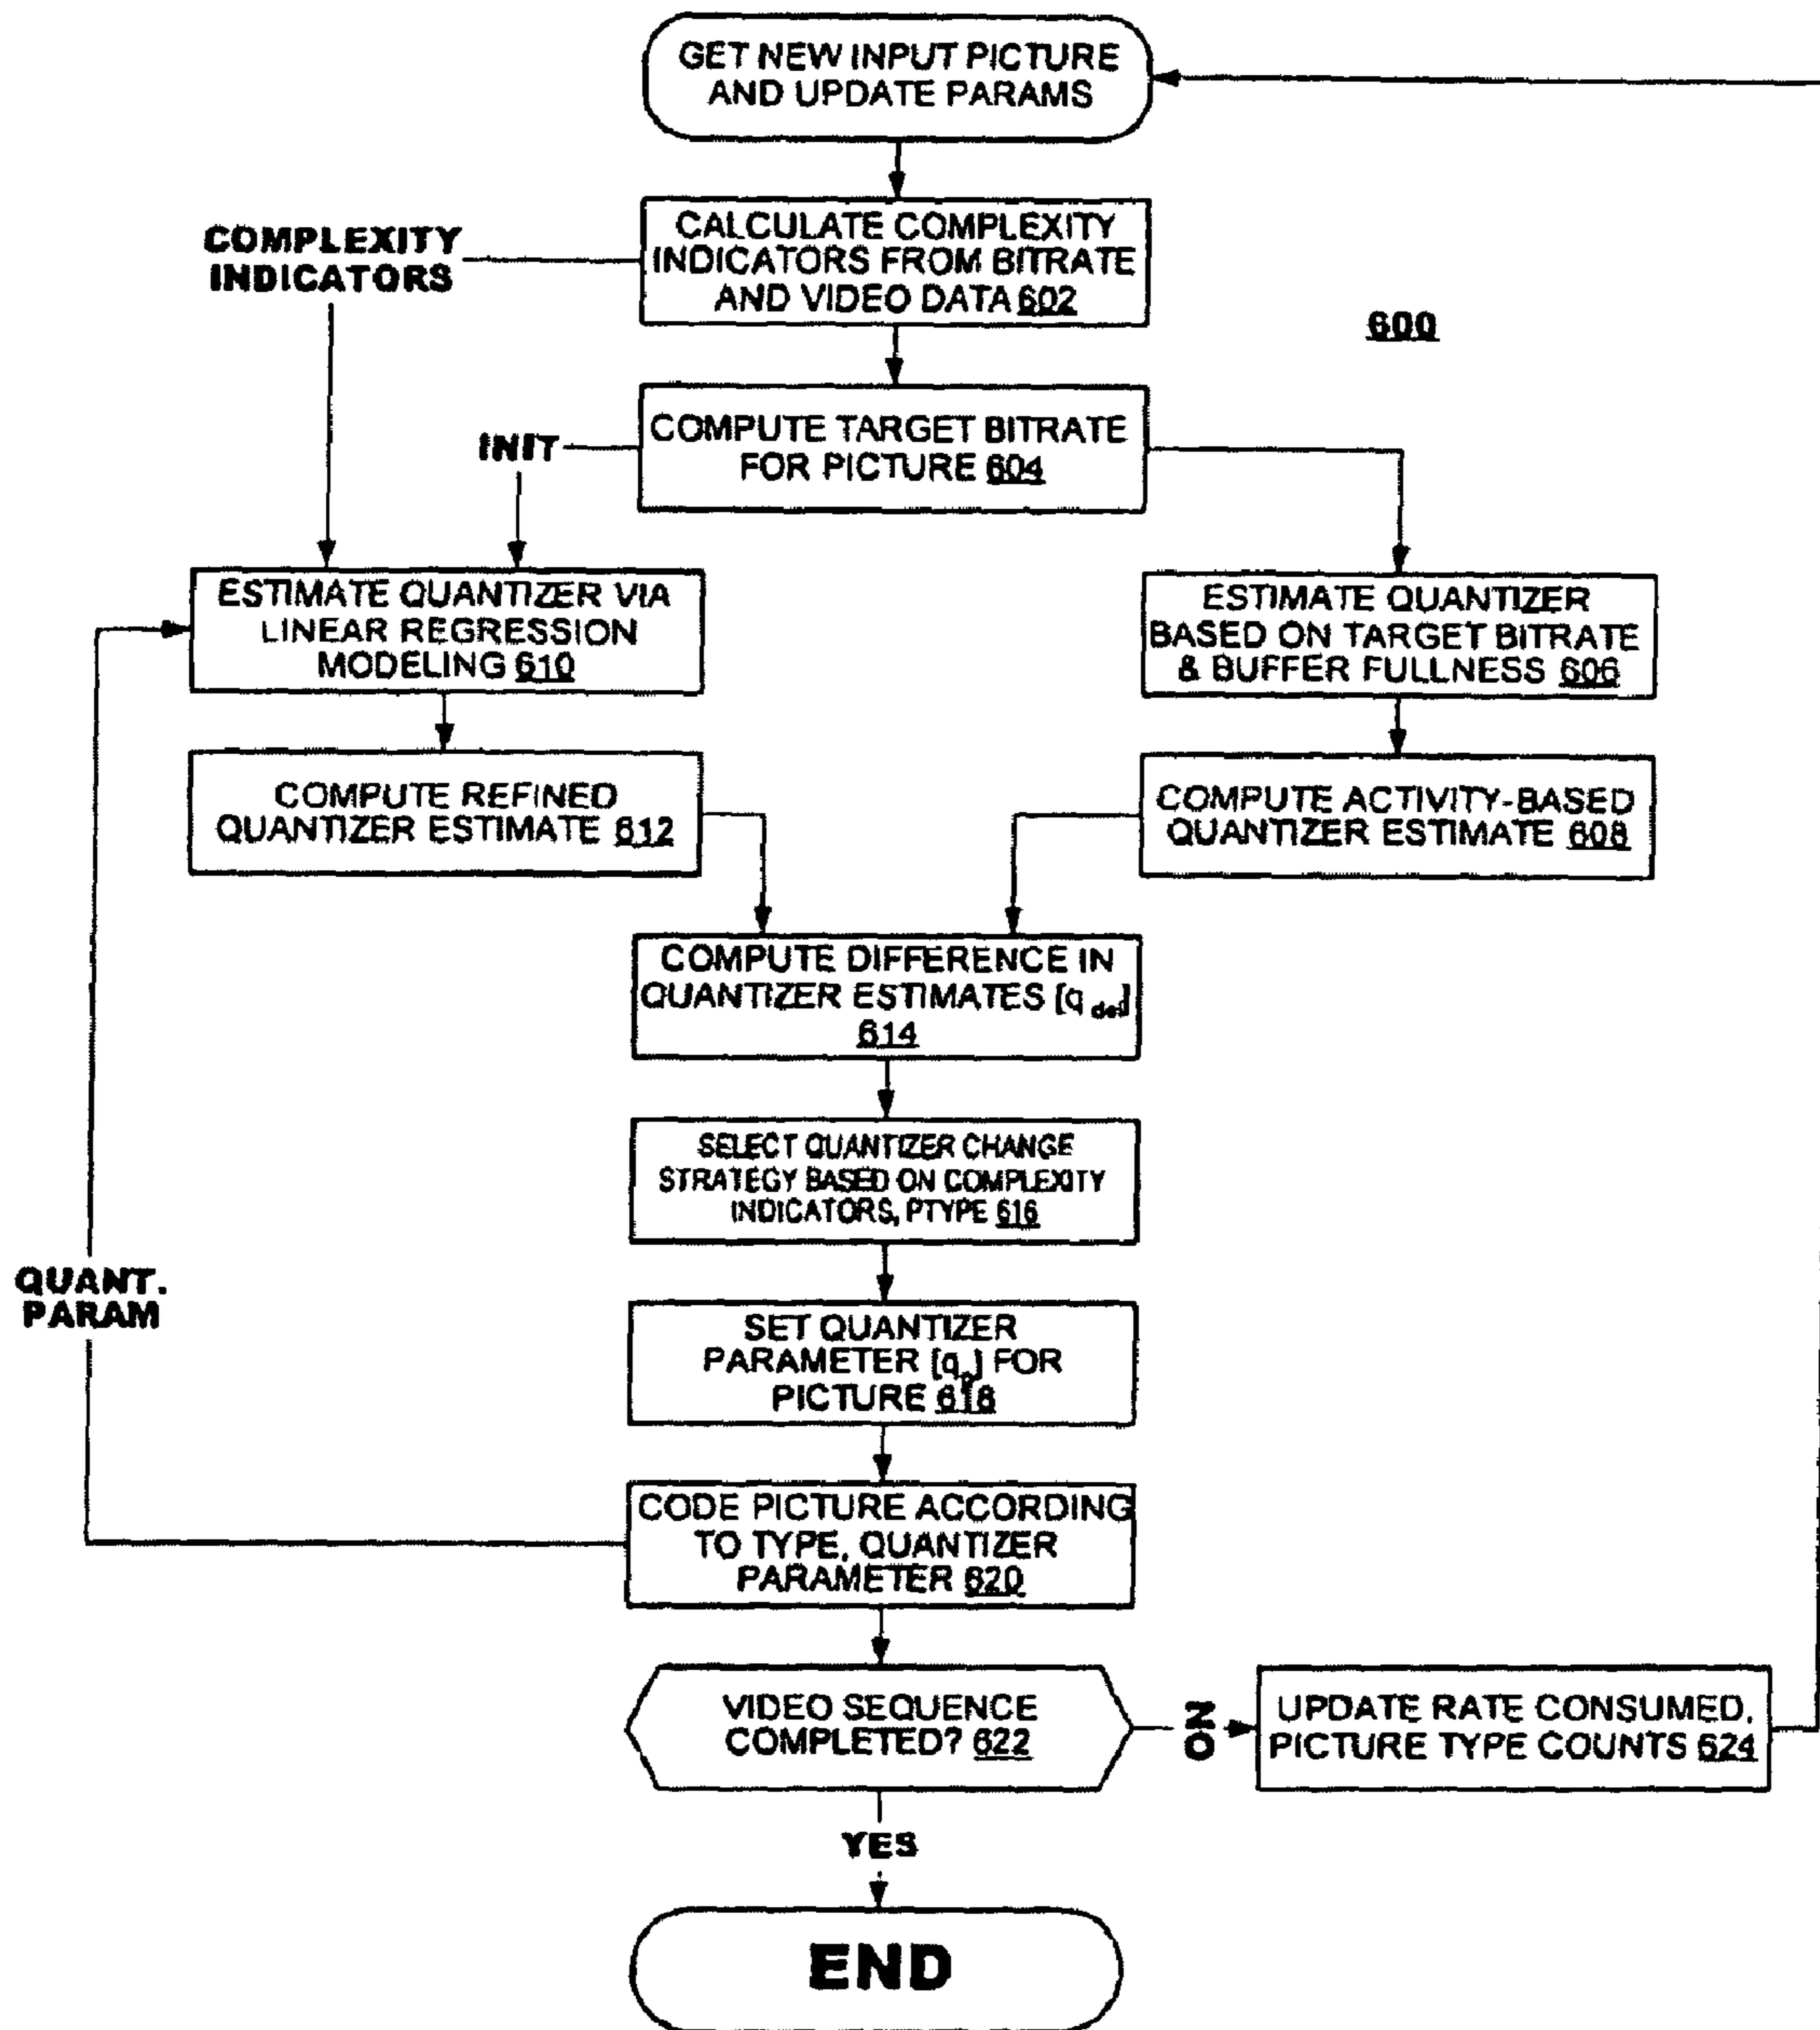 GET NEW INPUT PICTURE
AND UPDATE PARAMS
CALCULATE COMPLEXITY
INDICATORS FROM BITRATE
AND VIDEO DATA 602
COMPLEXITY
INDICATORS
600
COMPUTE TARGET BITRATE
FOR PICTURE 604
INIT
ESTIMATE QUANTIZER VIA
LINEAR REGRESSION
MODELING 610
ESTIMATE QUANTIZER
BASED ON TARGET BITRATE
& BUFFER FULLNESS 606
COMPUTE REFINED
QUANTIZER ESTIMATE 612
COMPUTE ACTIVITY-BASED
QUANTIZER ESTIMATE 608
COMPUTE DIFFERENCE IN
QUANTIZER ESTIMATES [q del]
614
SELECT QUANTIZER CHANGE
STRATEGY BASED ON COMPLEXITY
INDICATORS, PTYPE 616
QUANT.
PARAM
SET QUANTIZER
PARAMETER [qp] FOR
PICTURE 618
CODE PICTURE ACCORDING
TO TYPE, QUANTIZER
PARAMETER 620
VIDEO SEQUENCE
COMPLETED? 622
NO
UPDATE RATE CONSUMED,
PICTURE TYPE COUNTS 624
YES
END